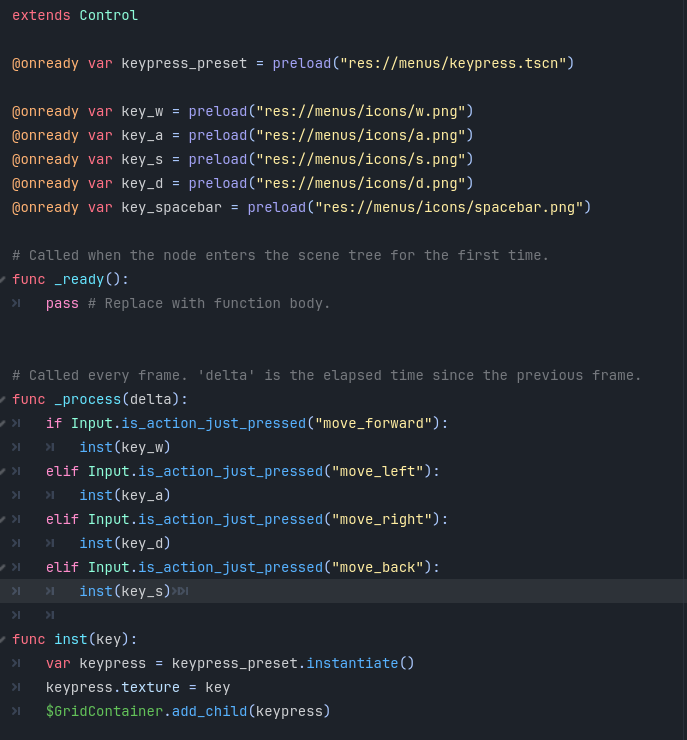 extends Control
@onready var keypress_preset = preload("res://menus/keypress.tscn")
@onready var key_w = preload("res://menus/icons/w.png")
@onready var key_a = preload("res://menus/icons/a.png")
@onready var key_s = preload("res://menus/icons/s.png")
@onready var key_d = preload("res://menus/icons/d.png")
@onready var key_spacebar = preload("res://menus/icons/spacebar.png")
# Called when the node enters the scene tree for the first time.
func _ready():
	pass # Replace with function body.
# Called every frame. 'delta' is the elapsed time since the previous frame.
func _process(delta):
	if Input.is_action_just_pressed("move_forward"):
		inst(key_w)
	elif Input.is_action_just_pressed("move_left"):
		inst(key_a)
	elif Input.is_action_just_pressed("move_right"):
		inst(key_d)
	elif Input.is_action_just_pressed("move_back"):
		inst(key_s)
func inst(key):
	var keypress = keypress_preset.instantiate()
	keypress.texture = key
	$GridContainer.add_child(keypress)